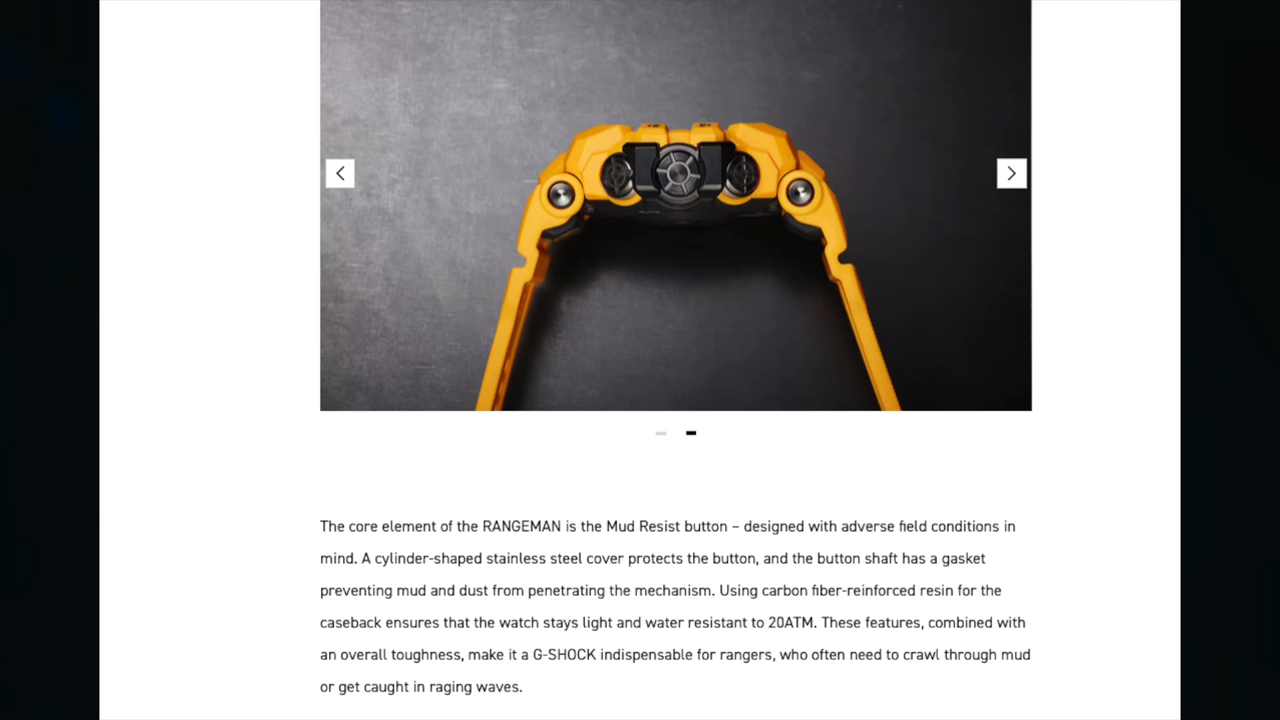 The core element of the RANGEMAN is the Mud Resist button – designed with adverse field conditions in
mind. A cylinder-shaped stainless steel cover protects the button, and the button shaft has a gasket
preventing mud and dust from penetrating the mechanism. Using carbon fiber-reinforced resin for the
caseback ensures that the watch stays light and water resistant to 20ATM. These features, combined with
an overall toughness, make it a G-SHOCK indispensable for rangers, who often need to crawl through mud
or get caught in raging waves.